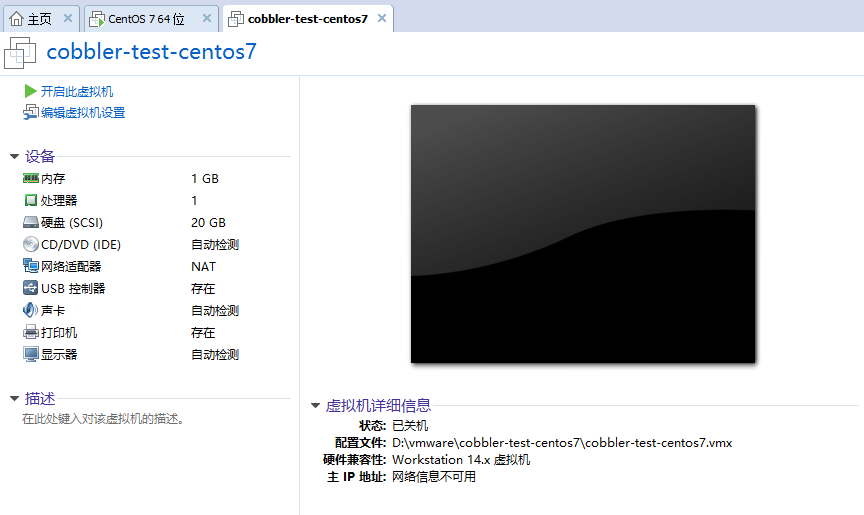 主页
CentOS 7 64 位
cobbler-test-centos7
cobbler-test-centos7
开启此虚拟机
编辑虚拟机设置
设备
内存 1 GB
处理器 1
硬盘 (SCSI) 20 GB
CD/DVD (IDE) 自动检测
网络适配器 NAT
USB 控制器 存在
声卡 自动检测
打印机 存在
显示器 自动检测
描述
在此处键入对该虚拟机的描述。
虚拟机详细信息
状态: 已关机
配置文件: D:\vmware\cobbler-test-centos7\cobbler-test-centos7.vmx
硬件兼容性: Workstation 14.x 虚拟机
主 IP 地址: 网络信息不可用